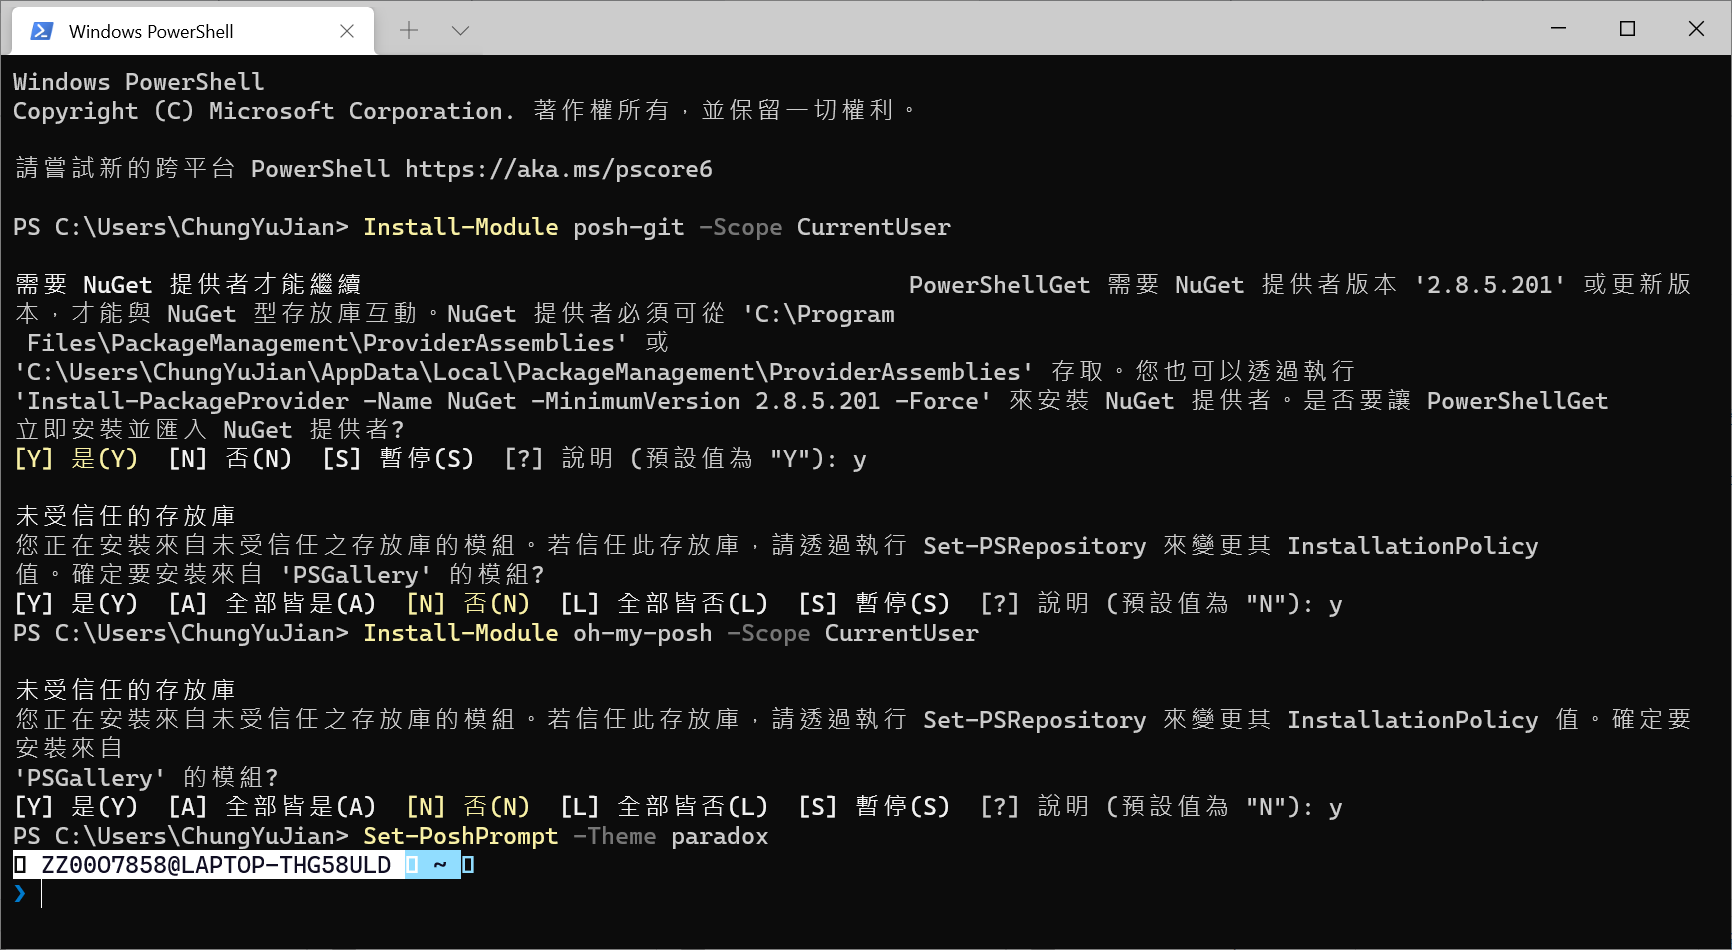 Windows PowerShell
Windows PowerShell
Copyright (C) Microsoft Corporation. 著作權所有，並保留一切權利。
請嘗試新的跨平台 PowerShell https://aka.ms/pscore6
PS C:\Users\ChungYuJian> Install-Module posh-git -Scope CurrentUser
需要 NuGet 提供者才能繼續 PowerShellGet 需要 NuGet 提供者版本 '2.8.5.201' 或更新版
本，才能與 NuGet 型存放庫互動。NuGet 提供者必須可從 'C:\Program
Files\PackageManagement\ProviderAssemblies' 或
'C:\Users\ChungYuJian\AppData\Local\PackageManagement\ProviderAssemblies' 存取。您也可以透過執行
'Install-PackageProvider -Name NuGet -MinimumVersion 2.8.5.201 -Force' 來安裝 NuGet 提供者。是否要讓 PowerShellGet
立即安裝並匯入 NuGet 提供者?
[Y] 是(Y)  [N] 否(N)  [S] 暫停(S)  [?] 說明 (預設值為 "Y"): y
未受信任的存放庫
您正在安裝來自未受信任之存放庫的模組。若信任此存放庫，請透過執行 Set-PSRepository 來變更其 InstallationPolicy
值。確定要安裝來自 'PSGallery' 的模組?
[Y] 是(Y)  [A] 全部皆是(A)  [N] 否(N)  [L] 全部皆否(L)  [S] 暫停(S)  [?] 說明 (預設值為 "N"): y
PS C:\Users\ChungYuJian> Install-Module oh-my-posh -Scope CurrentUser
未受信任的存放庫
您正在安裝來自未受信任之存放庫的模組。若信任此存放庫，請透過執行 Set-PSRepository 來變更其 InstallationPolicy 值。確定要
安裝來自
'PSGallery' 的模組?
[Y] 是(Y)  [A] 全部皆是(A)  [N] 否(N)  [L] 全部皆否(L)  [S] 暫停(S)  [?] 說明 (預設值為 "N"): y
PS C:\Users\ChungYuJian> Set-PoshPrompt -Theme paradox
ZZ00O7858@LAPTOP-THG58ULD ~
❯